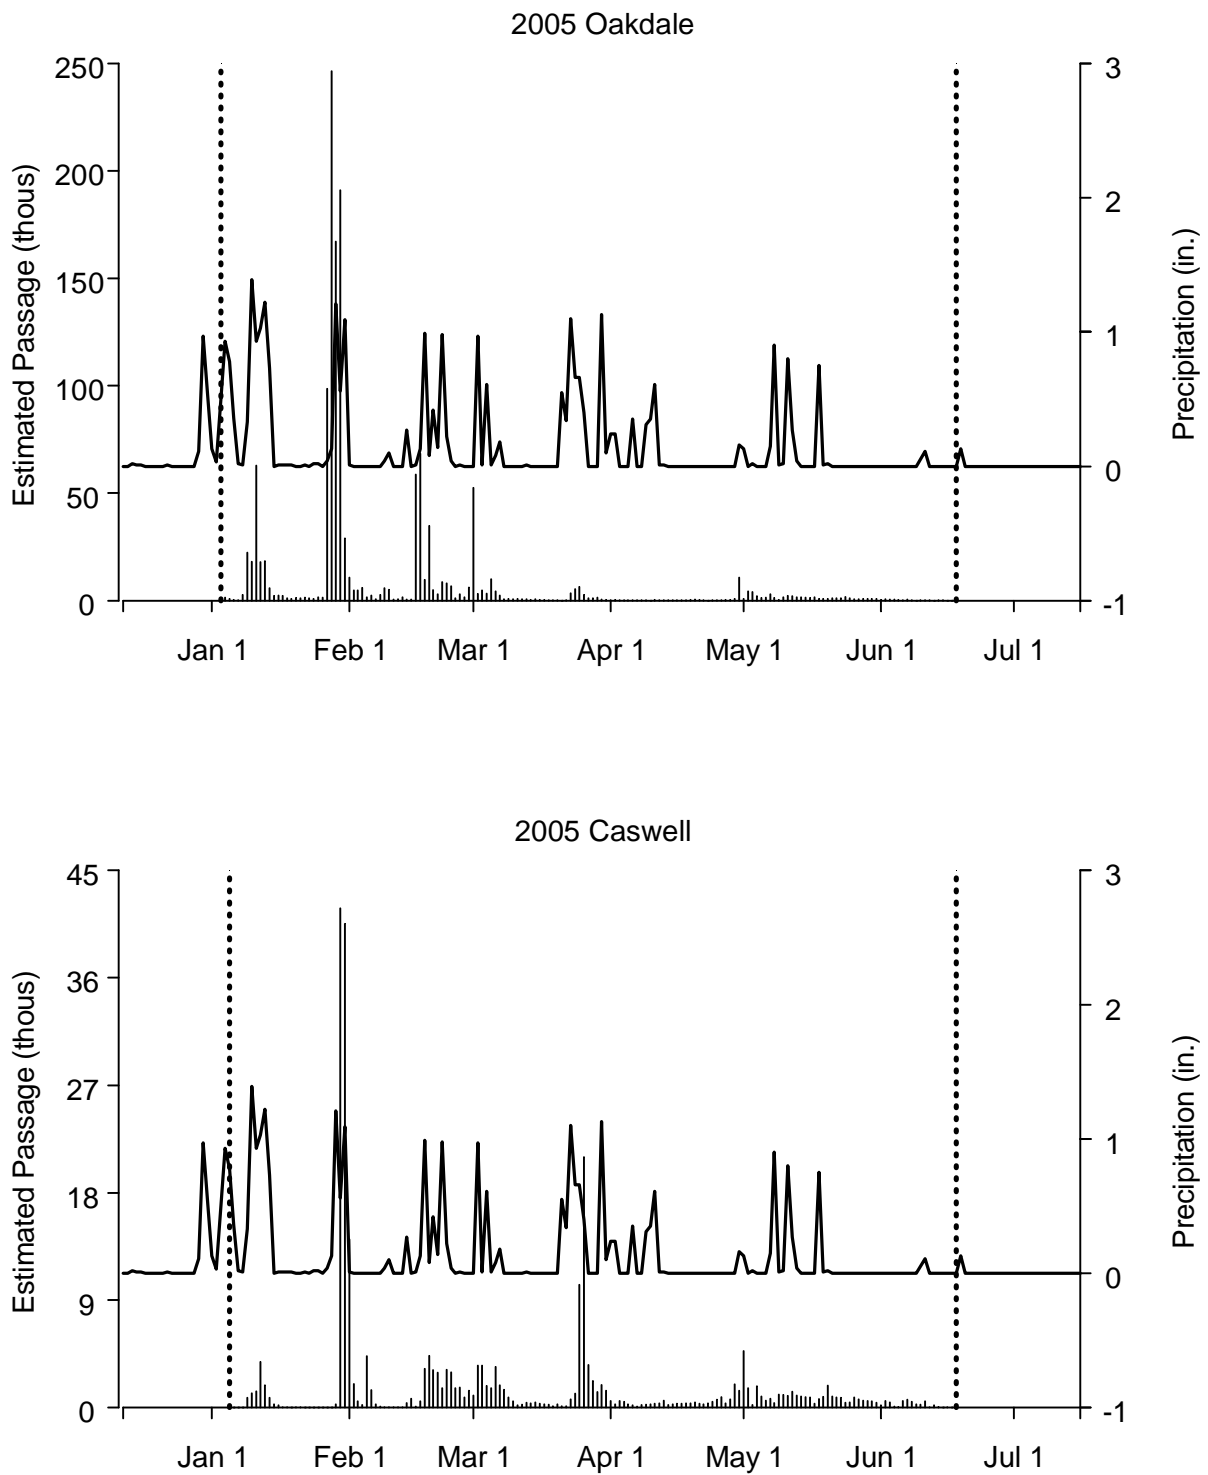 2005 Oakdale
250
200
150
100
50
0
Estimated Passage (thous)
3
2
1
0
-1
Precipitation (in.)
Jan 1 Feb 1 Mar 1 Apr 1 May 1 Jun 1 Jul 1
2005 Caswell
45
36
27
18
9
0
Estimated Passage (thous)
3
2
1
0
-1
Precipitation (in.)
Jan 1 Feb 1 Mar 1 Apr 1 May 1 Jun 1 Jul 1